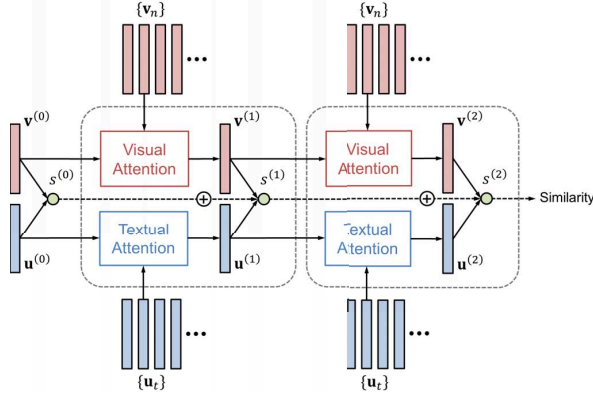 {𝐯ₙ} {𝐯ₙ}
𝐯⁽⁰⁾ 𝐯⁽¹⁾ 𝐯⁽²⁾
Visual Visual
Attention Attention
s⁽⁰⁾ s⁽¹⁾ s⁽²⁾
Similarity
Textual Textual
Attention Attention
𝐮⁽⁰⁾ 𝐮⁽¹⁾ 𝐮⁽²⁾
{𝐮ₜ} {𝐮ₜ}